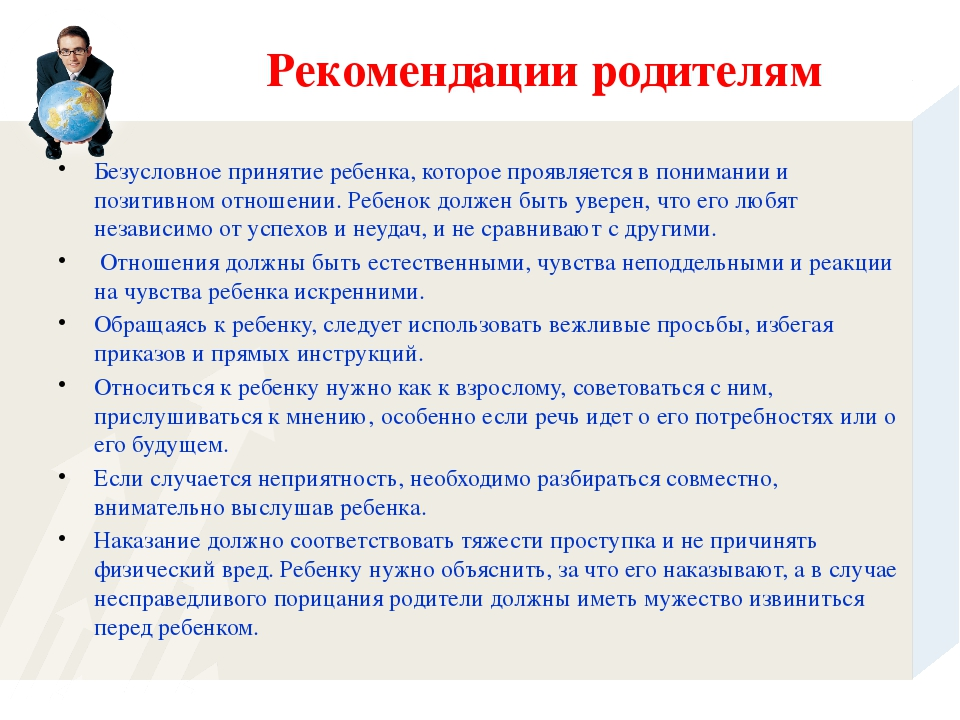 Рекомендации родителям
• Безусловное принятие ребенка, которое проявляется в понимании и
позитивном отношении. Ребенок должен быть уверен, что его любят
независимо от успехов и неудач, и не сравнивают с другими.
• Отношения должны быть естественными, чувства неподдельными и реакции
на чувства ребенка искренними.
• Обращаясь к ребенку, следует использовать вежливые просьбы, избегая
приказов и прямых инструкций.
• Относиться к ребенку нужно как к взрослому, советоваться с ним,
прислушиваться к мнению, особенно если речь идет о его потребностях или о
его будущем.
• Если случается неприятность, необходимо разбираться совместно,
внимательно выслушав ребенка.
• Наказание должно соответствовать тяжести проступка и не причинять
физический вред. Ребенку нужно объяснить, за что его наказывают, а в случае
несправедливого порицания родители должны иметь мужество извиниться
перед ребенком.